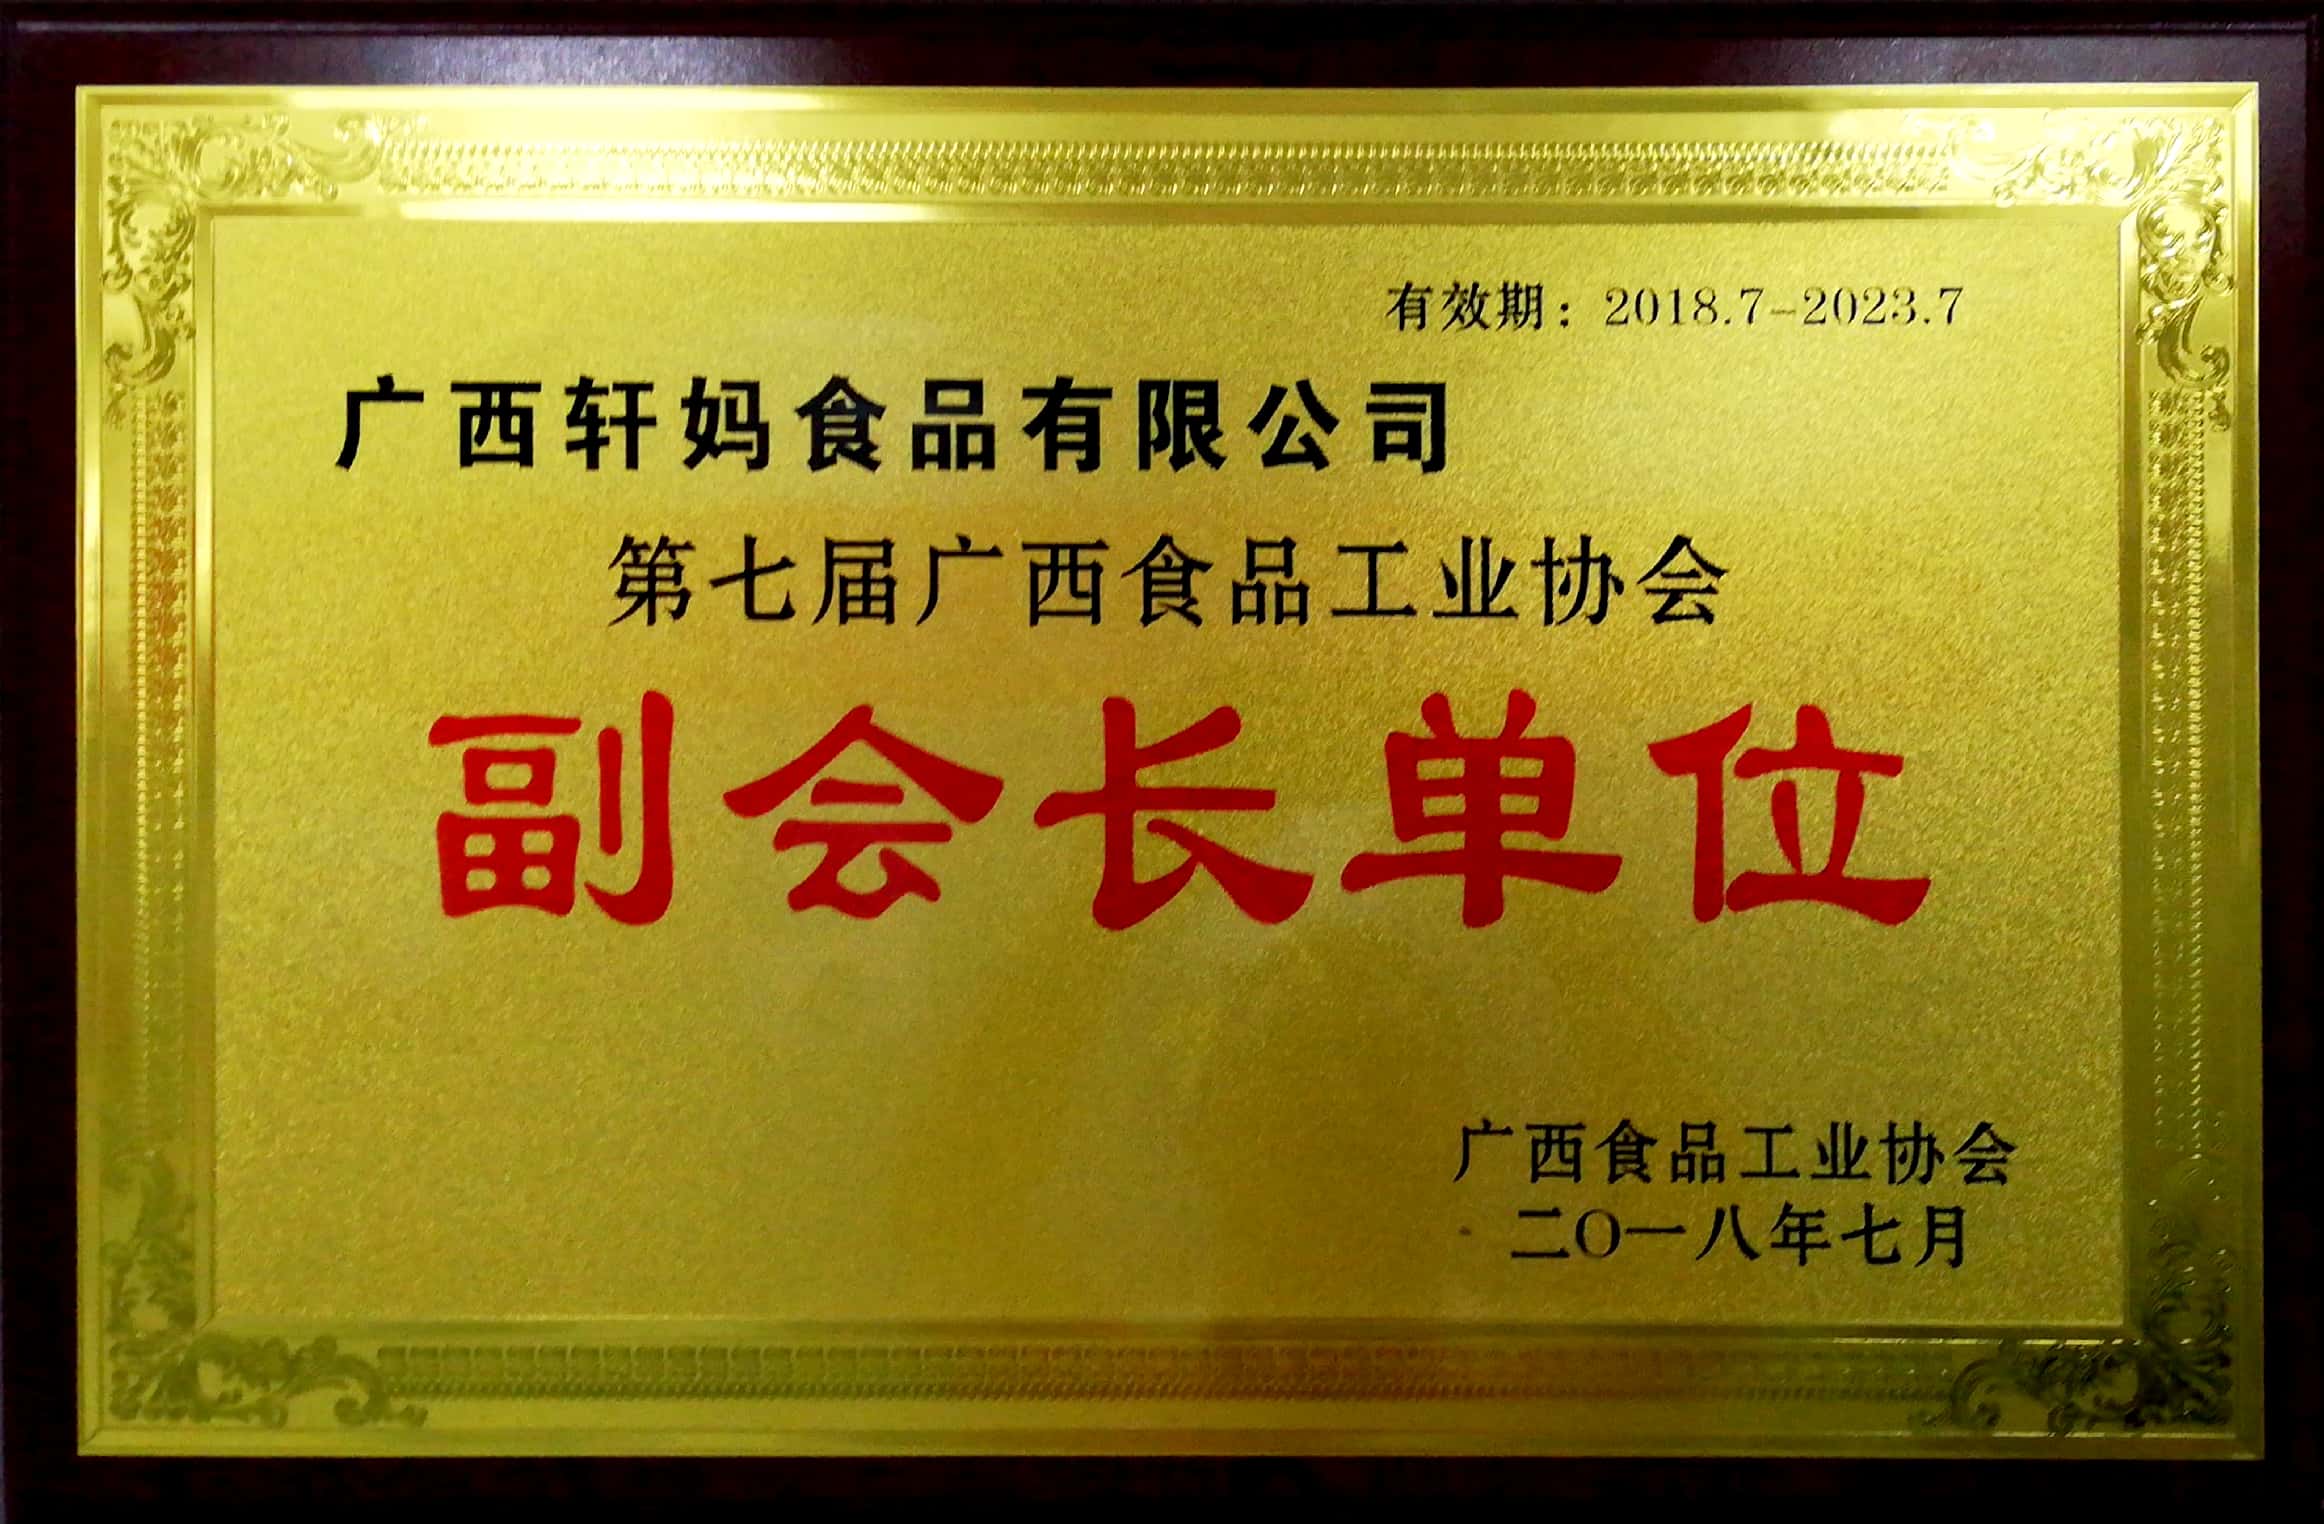 有效期：2018.7-2023.7
广西轩妈食品有限公司
第七届广西食品工业协会
副会长单位
广西食品工业协会
二〇一八年七月